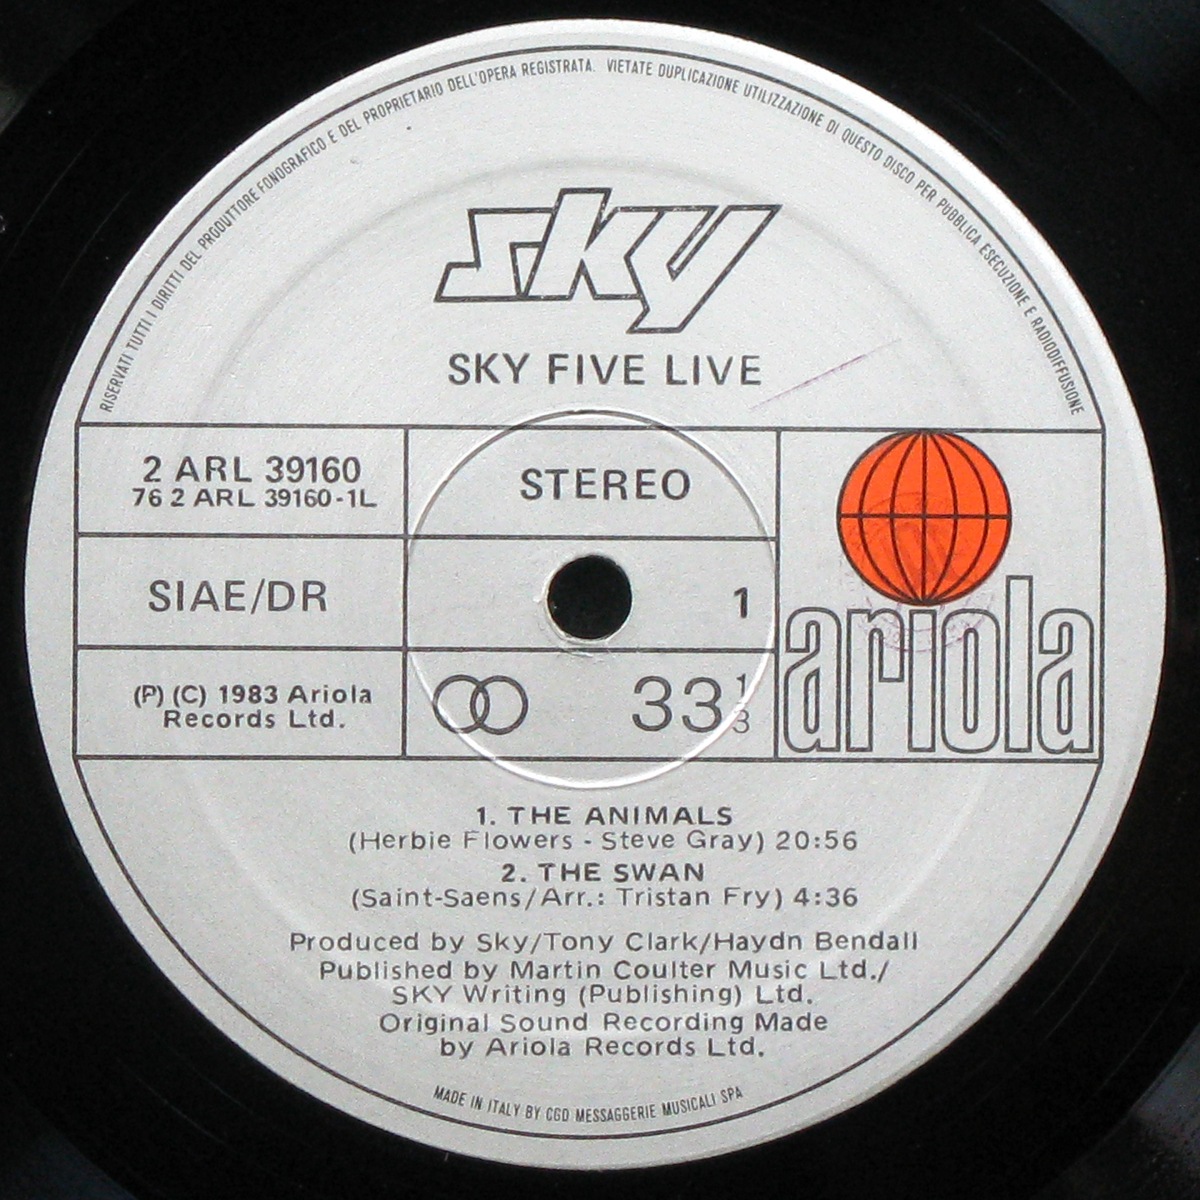 RISERVATI TUTTI I DIRITTI DEL PRODUTTORE FONOGRAFICO E DEL PROPRIETARIO DELL'OPERA REGISTRATA. VIETATE DUPLICAZIONE UTILIZZAZIONE DI QUESTO DISCO PER PUBBLICA ESECUZIONE E RADIODIFFUSIONE
sky
SKY FIVE LIVE
2 ARL 39160
76 2 ARL 39160-1L
STEREO
SIAE/DR
1
ariola
(P) (C) 1983 Ariola
Records Ltd.
33 1/3
1. THE ANIMALS
(Herbie Flowers - Steve Gray) 20:56
2. THE SWAN
(Saint-Saens/Arr.: Tristan Fry) 4:36
Produced by Sky/Tony Clark/Haydn Bendall
Published by Martin Coulter Music Ltd./
SKY Writing (Publishing) Ltd.
Original Sound Recording Made
by Ariola Records Ltd.
MADE IN ITALY BY CGD MESSAGGERIE MUSICALI SPA